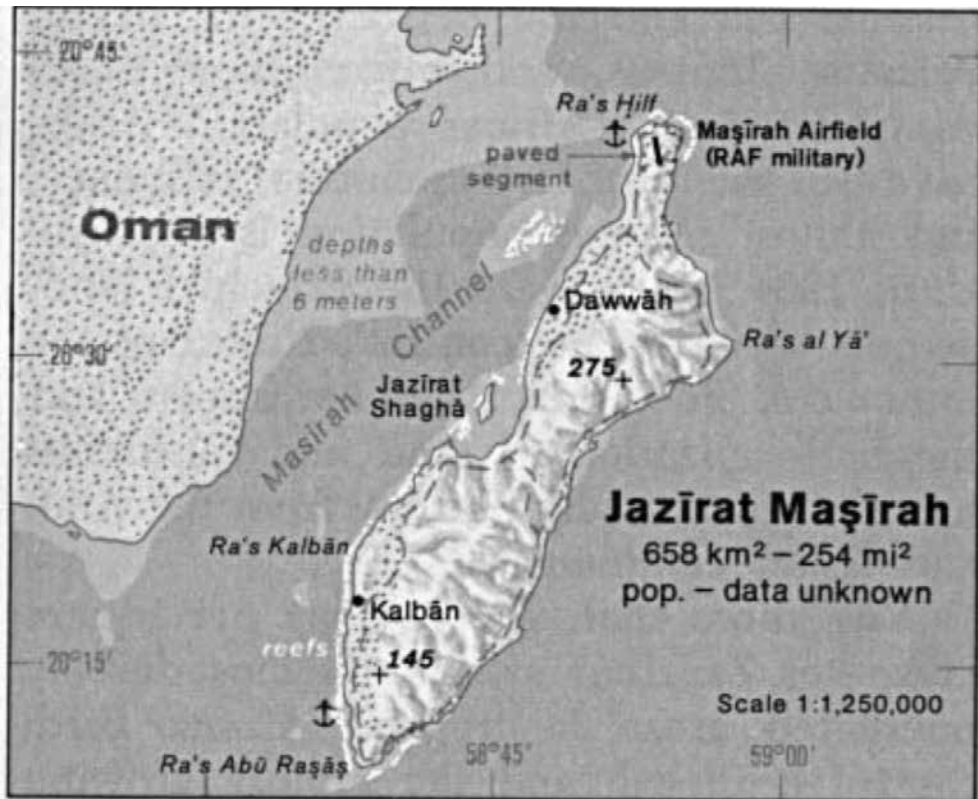 20°45'
Ra's Ḥilf
Maşīrah Airfield
(RAF military)
paved
segment
Oman
depths
less than
6 meters
Masirah Channel
Dawwāh
Ra's al Yā'
20°30'
275
Jazīrat
Shaghā
Jazīrat Maşīrah
658 km² – 254 mi²
pop. – data unknown
Ra's Kalbān
Kalbān
reefs
20°15'
145
Scale 1:1,250,000
Ra's Abū Raşāş
58°45'
59°00'